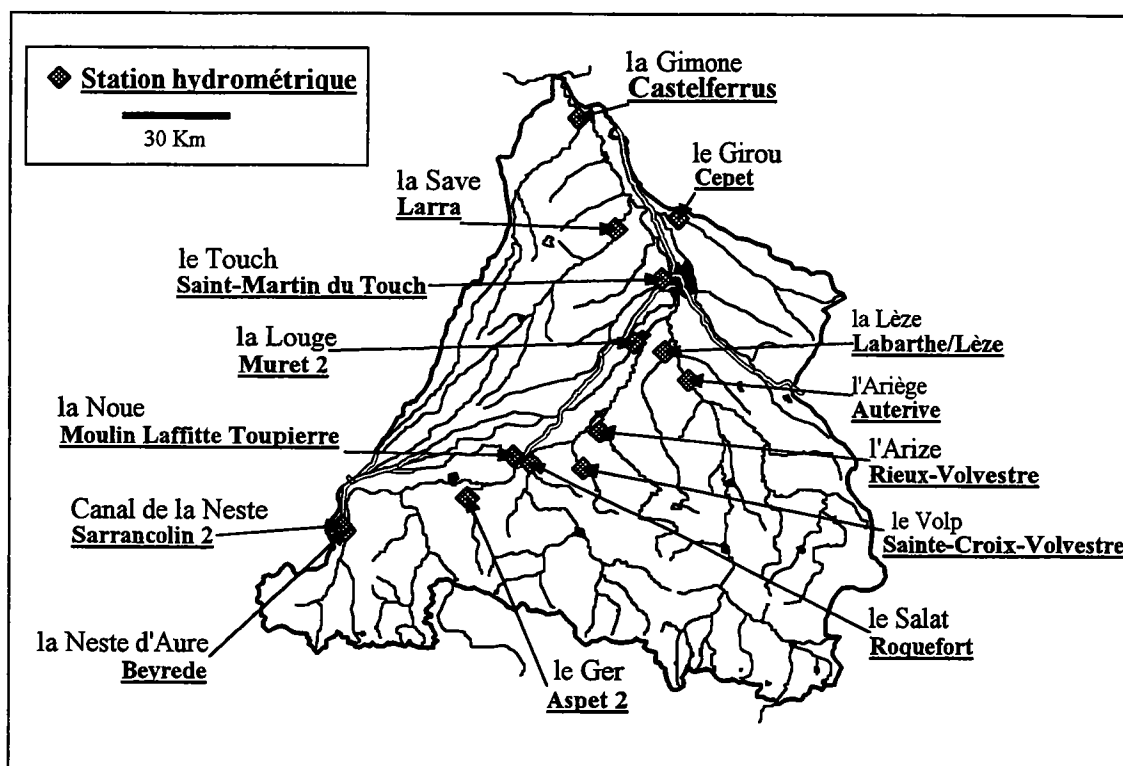 Station hydrométrique
30 Km
la Gimone
Castelferrus
le Girou
Cepet
la Save
Larra
le Touch
Saint-Martin du Touch
la Lèze
Labarthe/Lèze
la Louge
Muret 2
l'Ariège
Auterive
la Noue
Moulin Laffitte Toupierre
l'Arize
Rieux-Volvestre
Canal de la Neste
Sarrancolin 2
le Volp
Sainte-Croix-Volvestre
le Salat
Roquefort
la Neste d'Aure
Beyrede
le Ger
Aspet 2